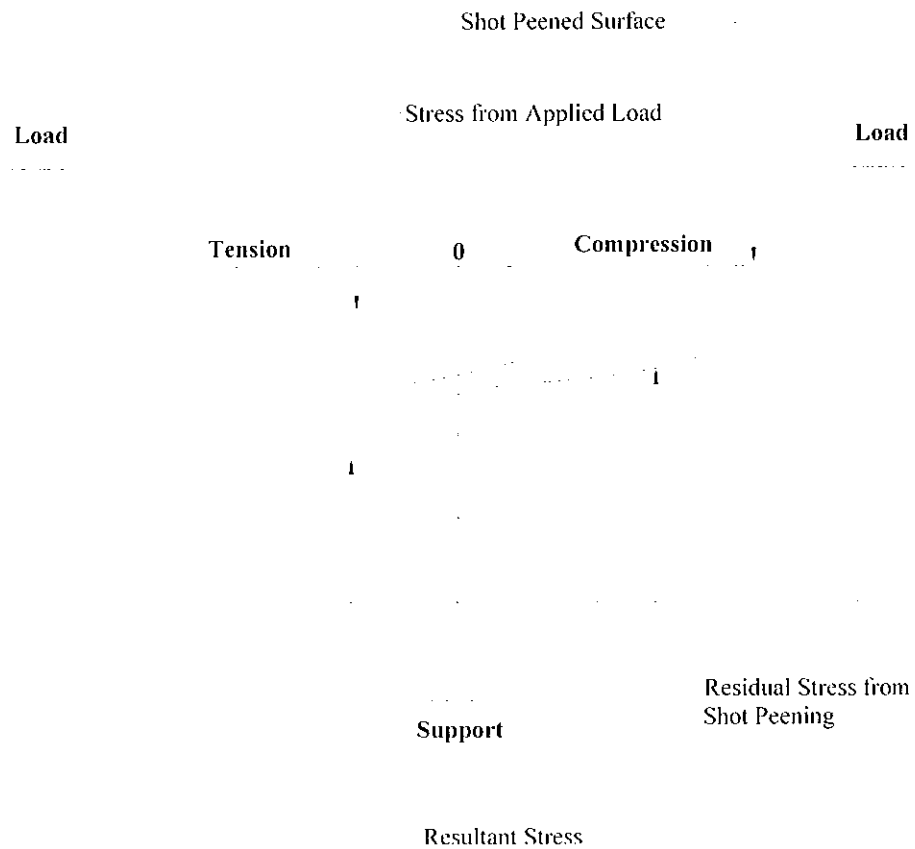 Shot Peened Surface
Stress from Applied Load
Load
Load
Tension 0 Compression
Residual Stress from
Shot Peening
Support
Resultant Stress